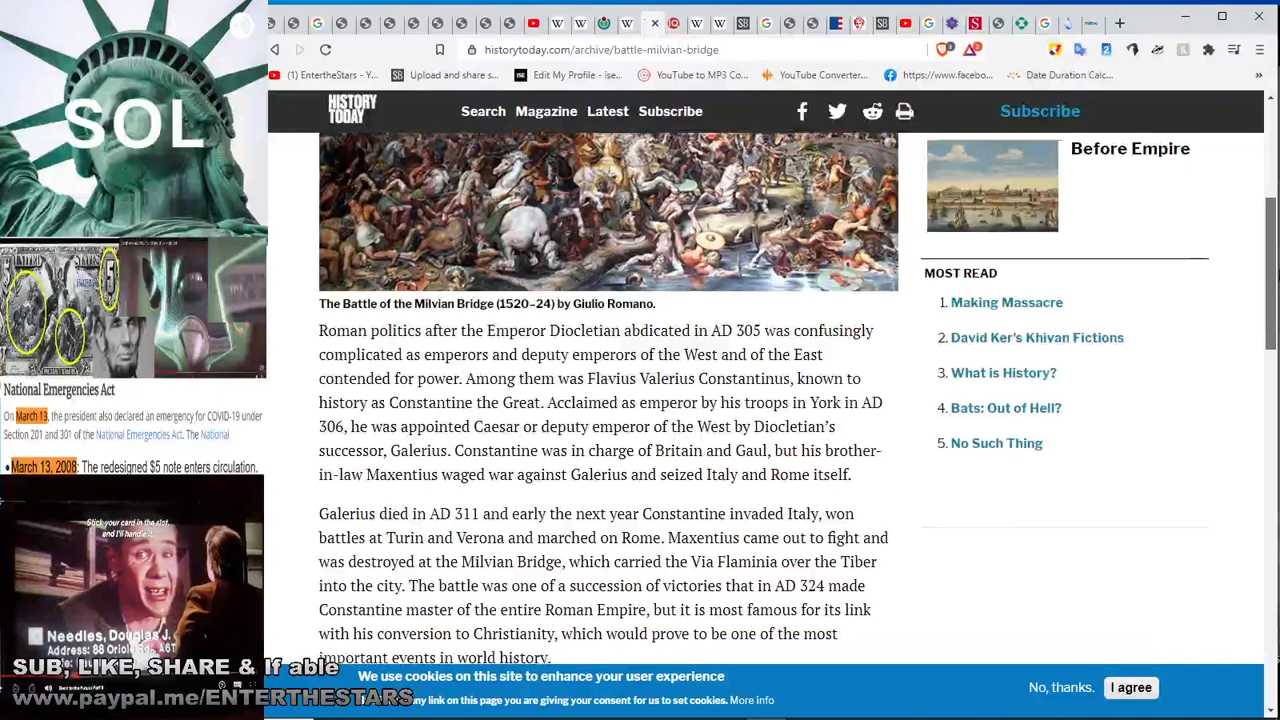 SOL
UNITED STATES
5
National Emergencies Act
On March 13, the president also declared an emergency for COVID-19 under
Section 201 and 301 of the National Emergencies Act. The National
•March 13, 2008: The redesigned $5 note enters circulation.
Stick your card in the slot,
and I'll handle it.
Needles, Douglas J.
Address: 88 Oriole Rd., A6T
SUB, LIKE, SHARE & If able
www.paypal.me/ENTERTHESTARS
historytoday.com/archive/battle-milvian-bridge
(1) EntertheStars - Y...
Upload and share s...
Edit My Profile - ise...
YouTube to MP3 Co...
YouTube Converter...
https://www.facebo...
Date Duration Calc...
HISTORY
TODAY
Search
Magazine
Latest
Subscribe
Subscribe
The Battle of the Milvian Bridge (1520–24) by Giulio Romano.
Roman politics after the Emperor Diocletian abdicated in AD 305 was confusingly
complicated as emperors and deputy emperors of the West and of the East
contended for power. Among them was Flavius Valerius Constantinus, known to
history as Constantine the Great. Acclaimed as emperor by his troops in York in AD
306, he was appointed Caesar or deputy emperor of the West by Diocletian's
successor, Galerius. Constantine was in charge of Britain and Gaul, but his brother-
in-law Maxentius waged war against Galerius and seized Italy and Rome itself.
Galerius died in AD 311 and early the next year Constantine invaded Italy, won
battles at Turin and Verona and marched on Rome. Maxentius came out to fight and
was destroyed at the Milvian Bridge, which carried the Via Flaminia over the Tiber
into the city. The battle was one of a succession of victories that in AD 324 made
Constantine master of the entire Roman Empire, but it is most famous for its link
with his conversion to Christianity, which would prove to be one of the most
important events in world history.
Before Empire
MOST READ
1. Making Massacre
2. David Ker's Khivan Fictions
3. What is History?
4. Bats: Out of Hell?
5. No Such Thing
We use cookies on this site to enhance your user experience
any link on this page you are giving your consent for us to set cookies. More info
No, thanks.
I agree